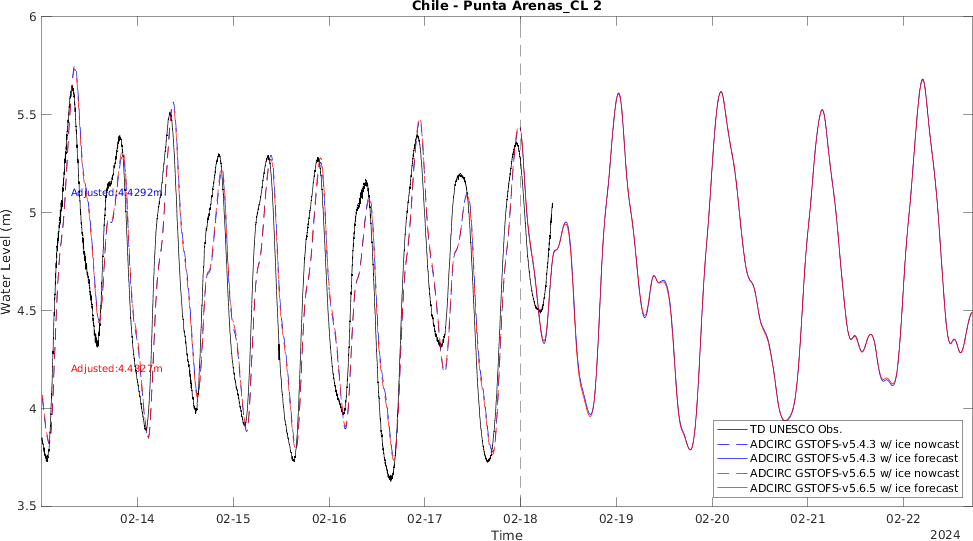 Chile - Punta Arenas_CL 2
6
5.5
5
4.5
4
3.5
Water Level (m)
Adjusted:4.4292m
Adjusted:4.4327m
TD UNESCO Obs.
ADCIRC GSTOFS-v5.4.3 w/ ice nowcast
ADCIRC GSTOFS-v5.4.3 w/ ice forecast
ADCIRC GSTOFS-v5.6.5 w/ ice nowcast
ADCIRC GSTOFS-v5.6.5 w/ ice forecast
02-14 02-15 02-16 02-17 02-18 02-19 02-20 02-21 02-22
Time
2024